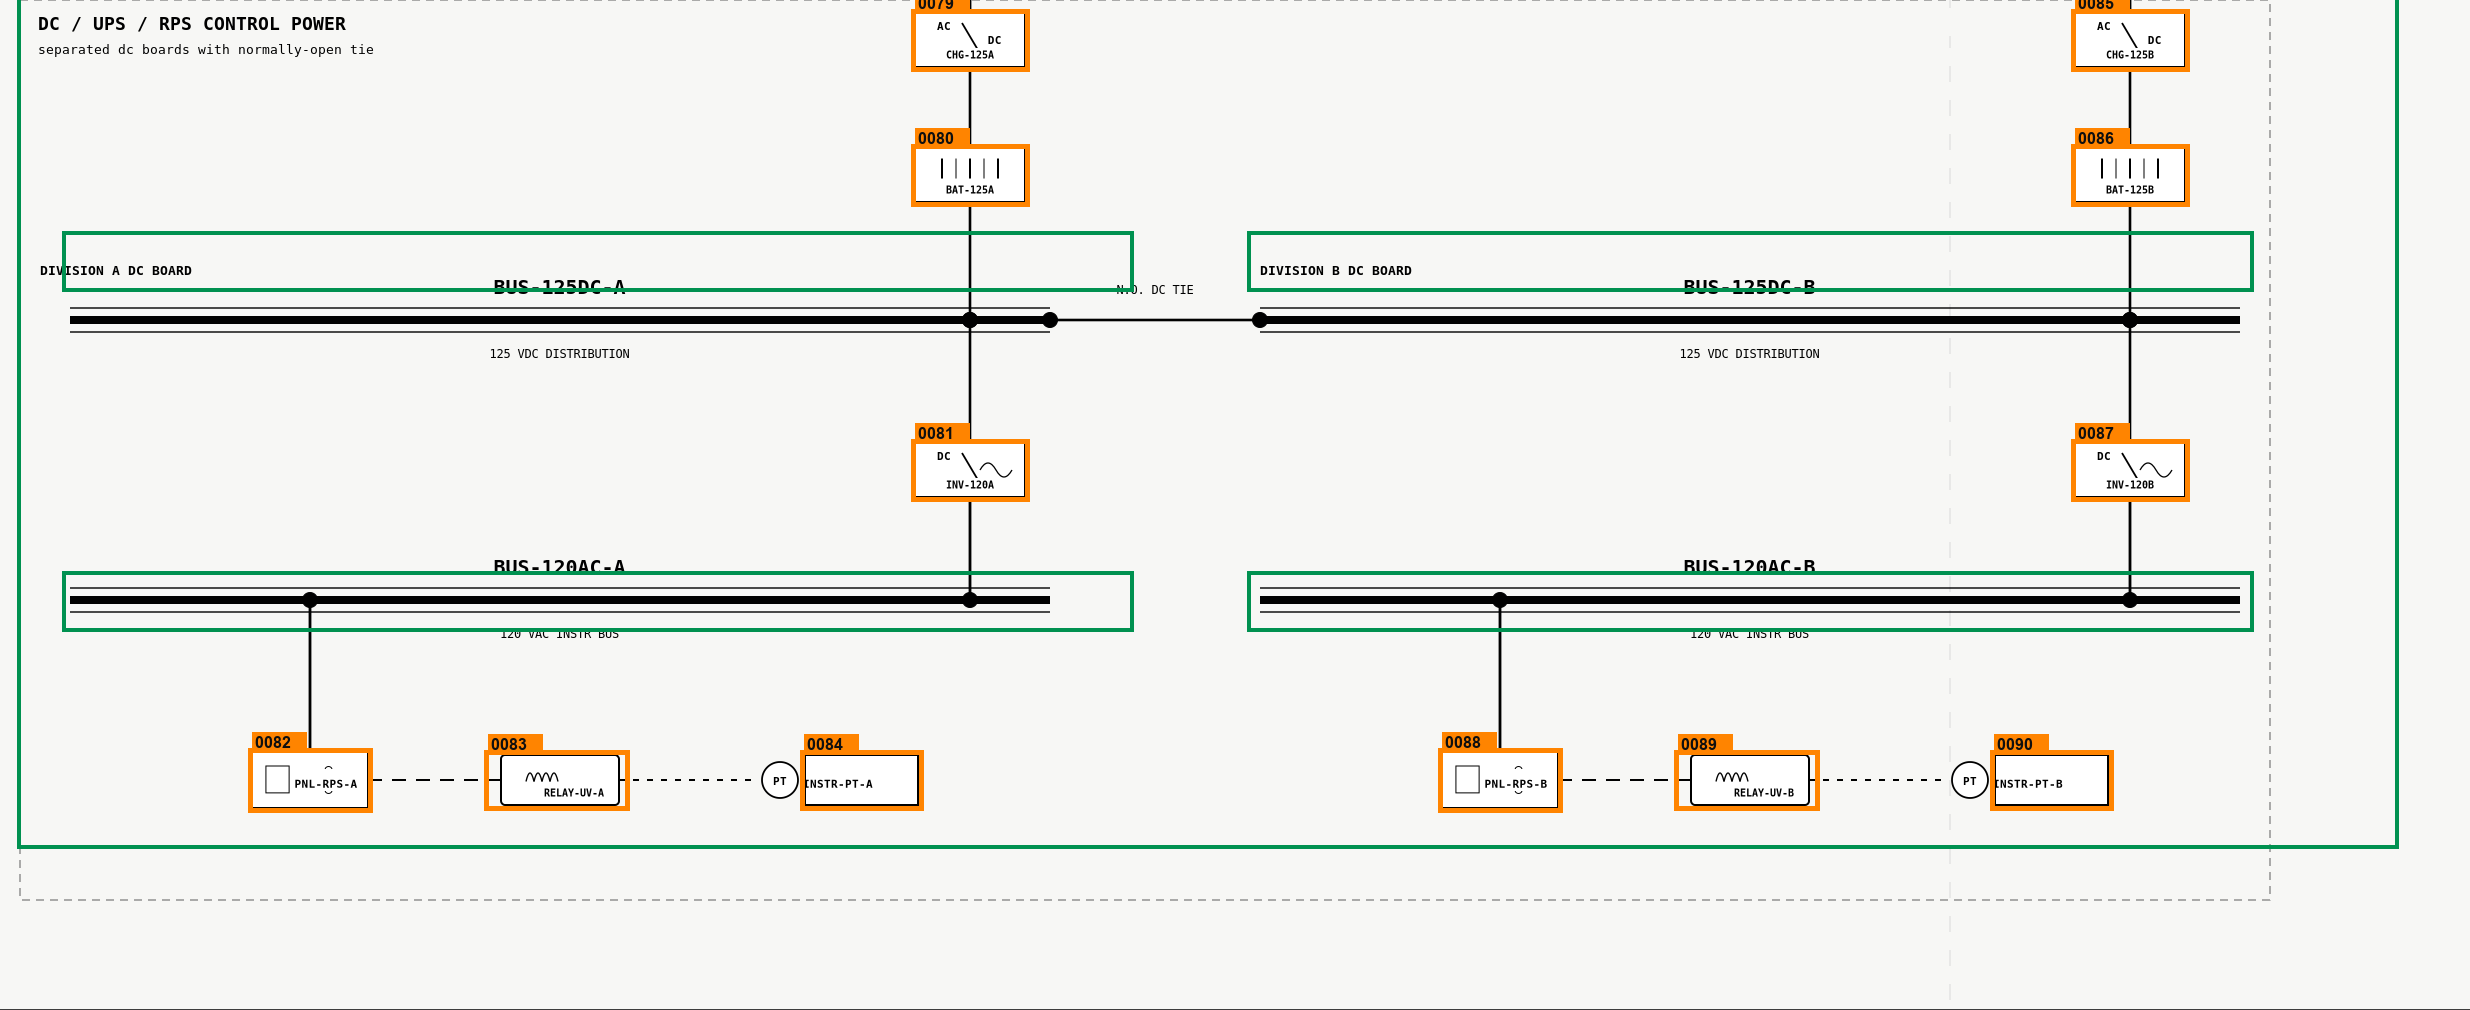 0079
0085
DC / UPS / RPS CONTROL POWER
separated dc boards with normally-open tie
AC
DC
CHG-125A
AC
DC
CHG-125B
0080
BAT-125A
0086
BAT-125B
DIVISION A DC BOARD
BUS-125DC-A
N.O. DC TIE
DIVISION B DC BOARD
BUS-125DC-B
125 VDC DISTRIBUTION
125 VDC DISTRIBUTION
0081
DC
INV-120A
0087
DC
INV-120B
BUS-120AC-A
BUS-120AC-B
120 VAC INSTR BUS
120 VAC INSTR BUS
0082
PNL-RPS-A
0083
RELAY-UV-A
0084
PT
INSTR-PT-A
0088
PNL-RPS-B
0089
RELAY-UV-B
0090
PT
INSTR-PT-B